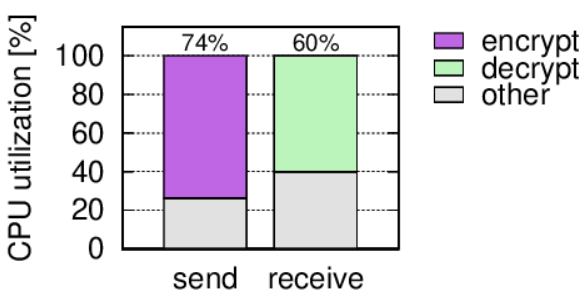 CPU utilization [%]
100
80
60
40
20
0
74%
60%
send
receive
encrypt
decrypt
other